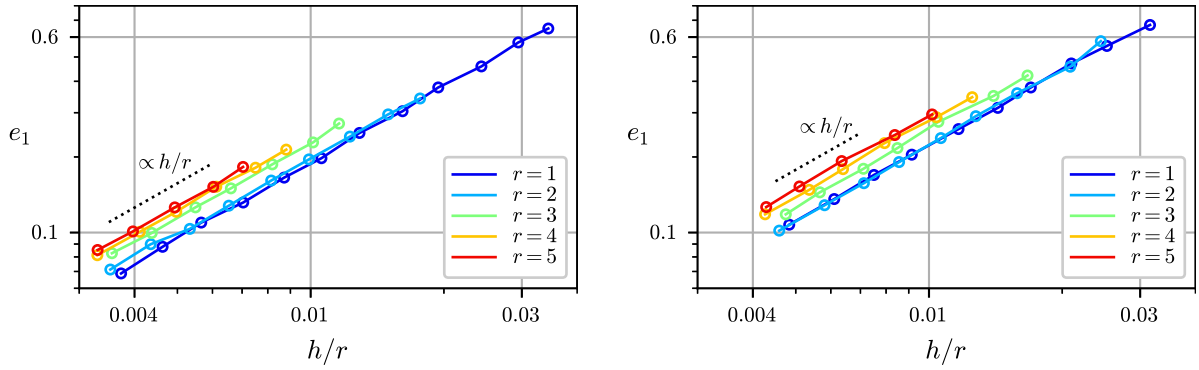 0.6
e₁
0.1
∝ h/r
r = 1
r = 2
r = 3
r = 4
r = 5
0.004
0.01
0.03
h/r
0.6
e₁
0.1
∝ h/r
r = 1
r = 2
r = 3
r = 4
r = 5
0.004
0.01
0.03
h/r